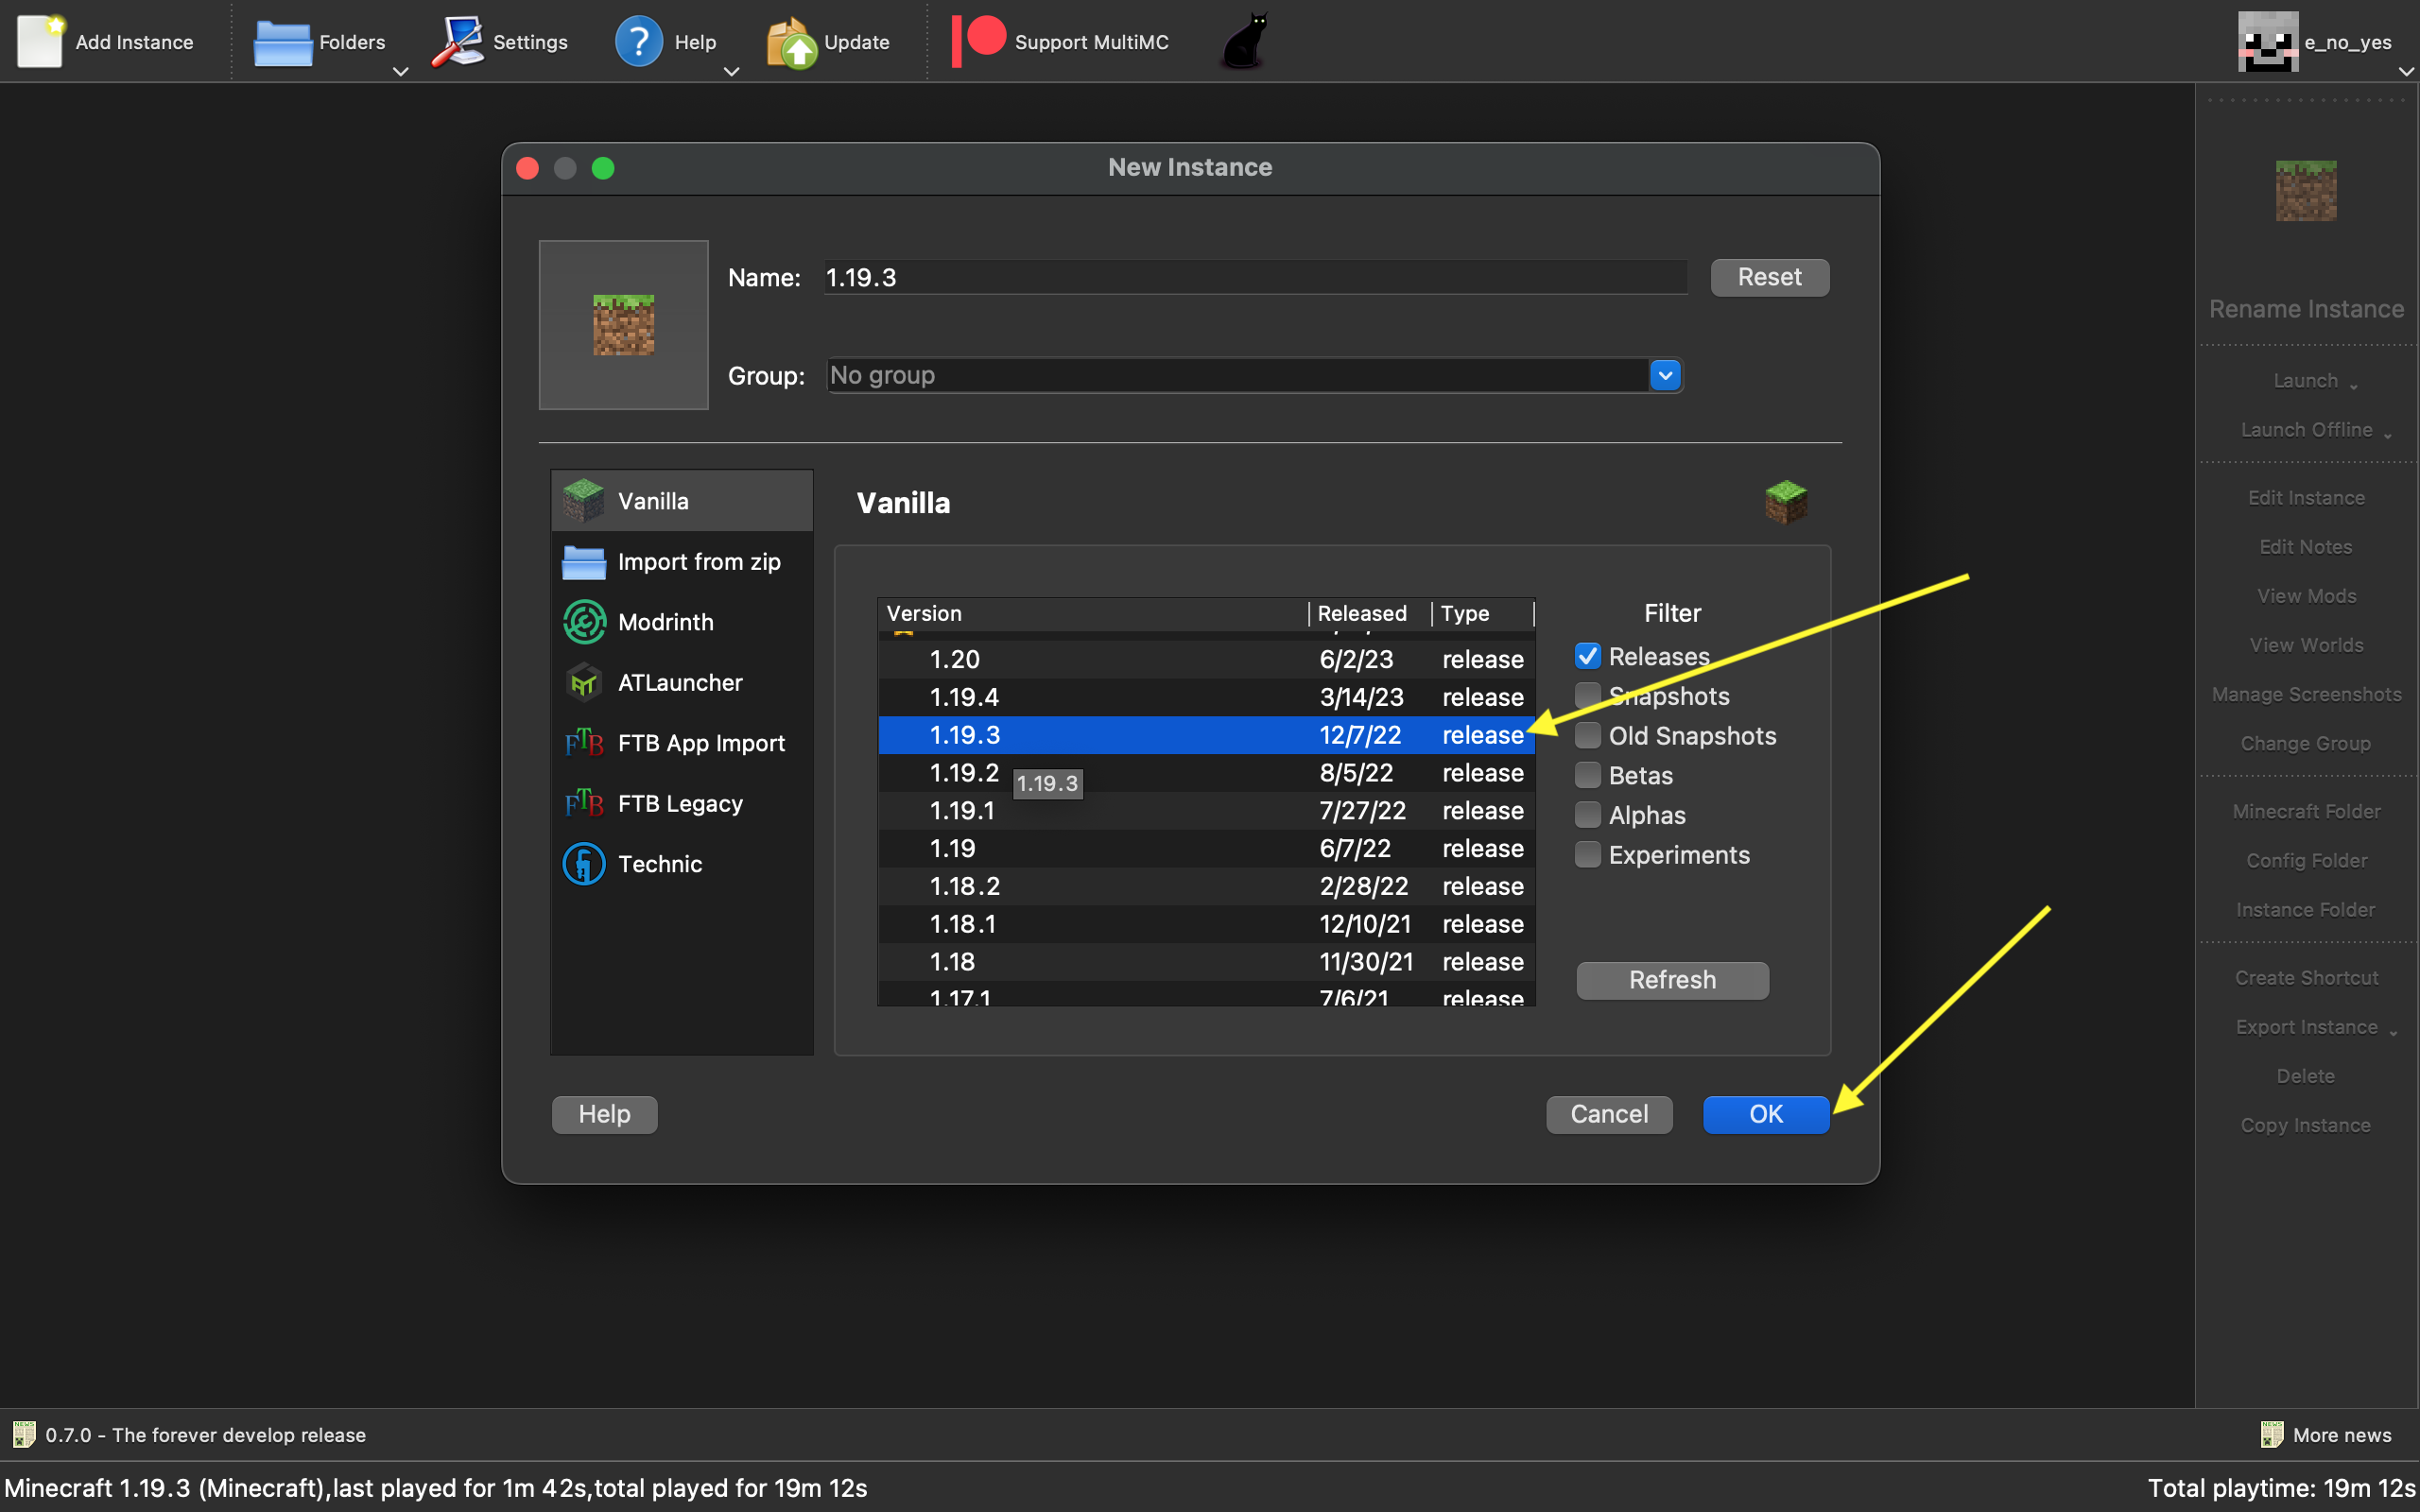 Add Instance
Folders
Settings
Help
Update
Support MultiMC
e_no_yes
New Instance
Name: 1.19.3
Reset
Group: No group
Vanilla
Import from zip
Modrinth
ATLauncher
FTB App Import
FTB Legacy
Technic
Vanilla
Version Released Type
1.20 6/2/23 release
1.19.4 3/14/23 release
1.19.3 12/7/22 release
1.19.2 8/5/22 release
1.19.3
1.19.1 7/27/22 release
1.19 6/7/22 release
1.18.2 2/28/22 release
1.18.1 12/10/21 release
1.18 11/30/21 release
1.17.1 7/6/21 release
Filter
Releases
Snapshots
Old Snapshots
Betas
Alphas
Experiments
Refresh
Help
Cancel
OK
Rename Instance
Launch
Launch Offline
Edit Instance
Edit Notes
View Mods
View Worlds
Manage Screenshots
Change Group
Minecraft Folder
Config Folder
Instance Folder
Create Shortcut
Export Instance
Delete
Copy Instance
0.7.0 - The forever develop release
More news
Minecraft 1.19.3 (Minecraft),last played for 1m 42s,total played for 19m 12s
Total playtime: 19m 12s